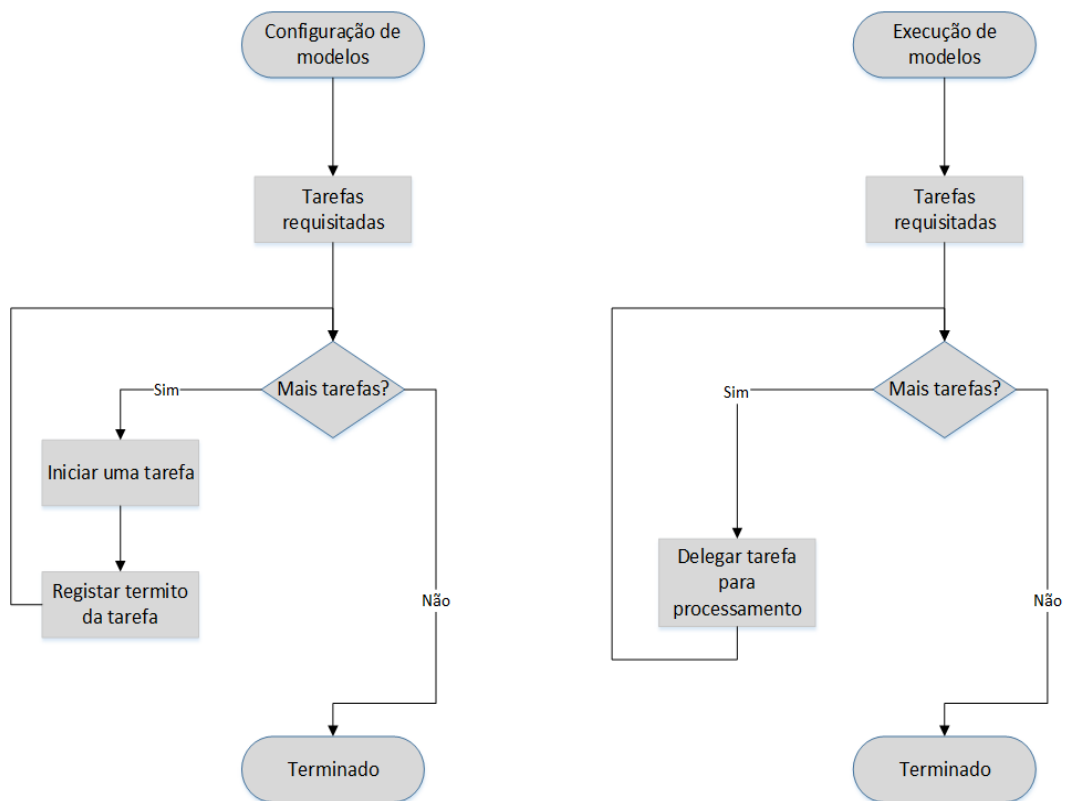 Configuração de
modelos
Tarefas
requisitadas
Mais tarefas?
Sim
Iniciar uma tarefa
Registar termito
da tarefa
Não
Terminado
Execução de
modelos
Tarefas
requisitadas
Mais tarefas?
Sim
Delegar tarefa
para
processamento
Não
Terminado